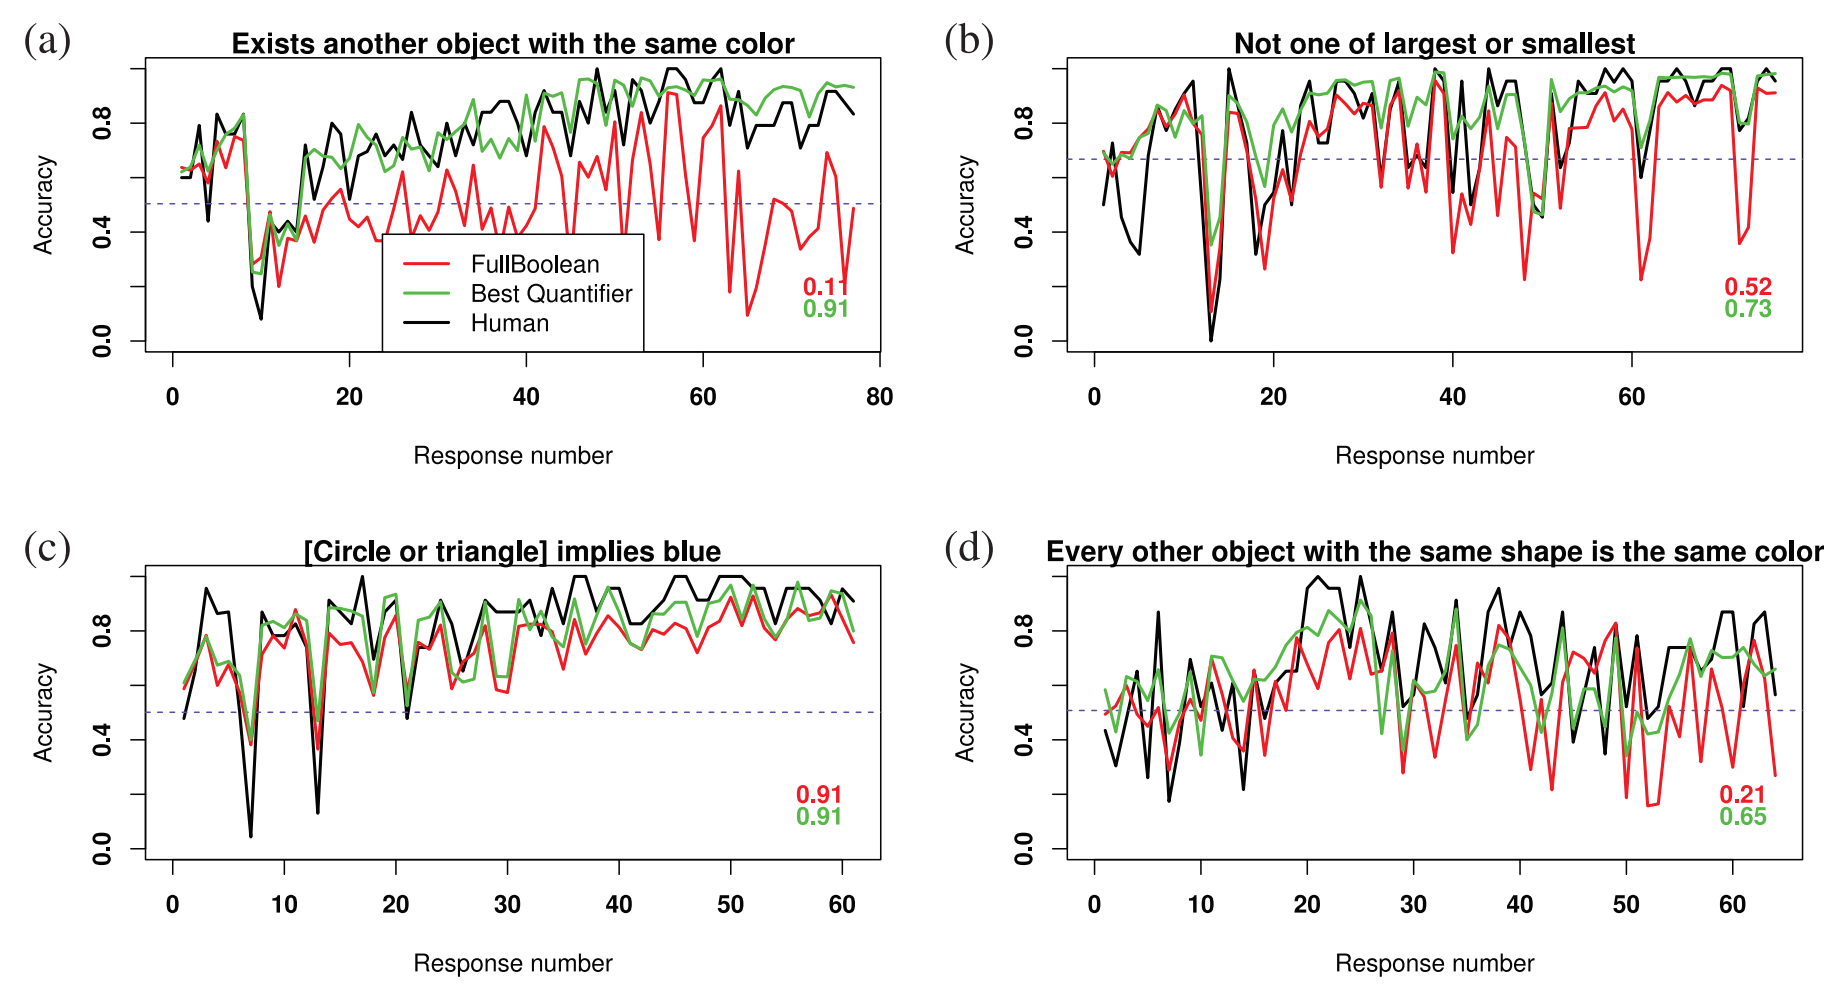 (a)
Exists another object with the same color
Accuracy
0.0 0.4 0.8
FullBoolean
Best Quantifier
Human
0.11
0.91
0 20 40 60 80
Response number
(b)
Not one of largest or smallest
Accuracy
0.0 0.4 0.8
0.52
0.73
0 20 40 60
Response number
(c)
[Circle or triangle] implies blue
Accuracy
0.0 0.4 0.8
0.91
0.91
0 10 20 30 40 50 60
Response number
(d)
Every other object with the same shape is the same color
Accuracy
0.0 0.4 0.8
0.21
0.65
0 10 20 30 40 50 60
Response number